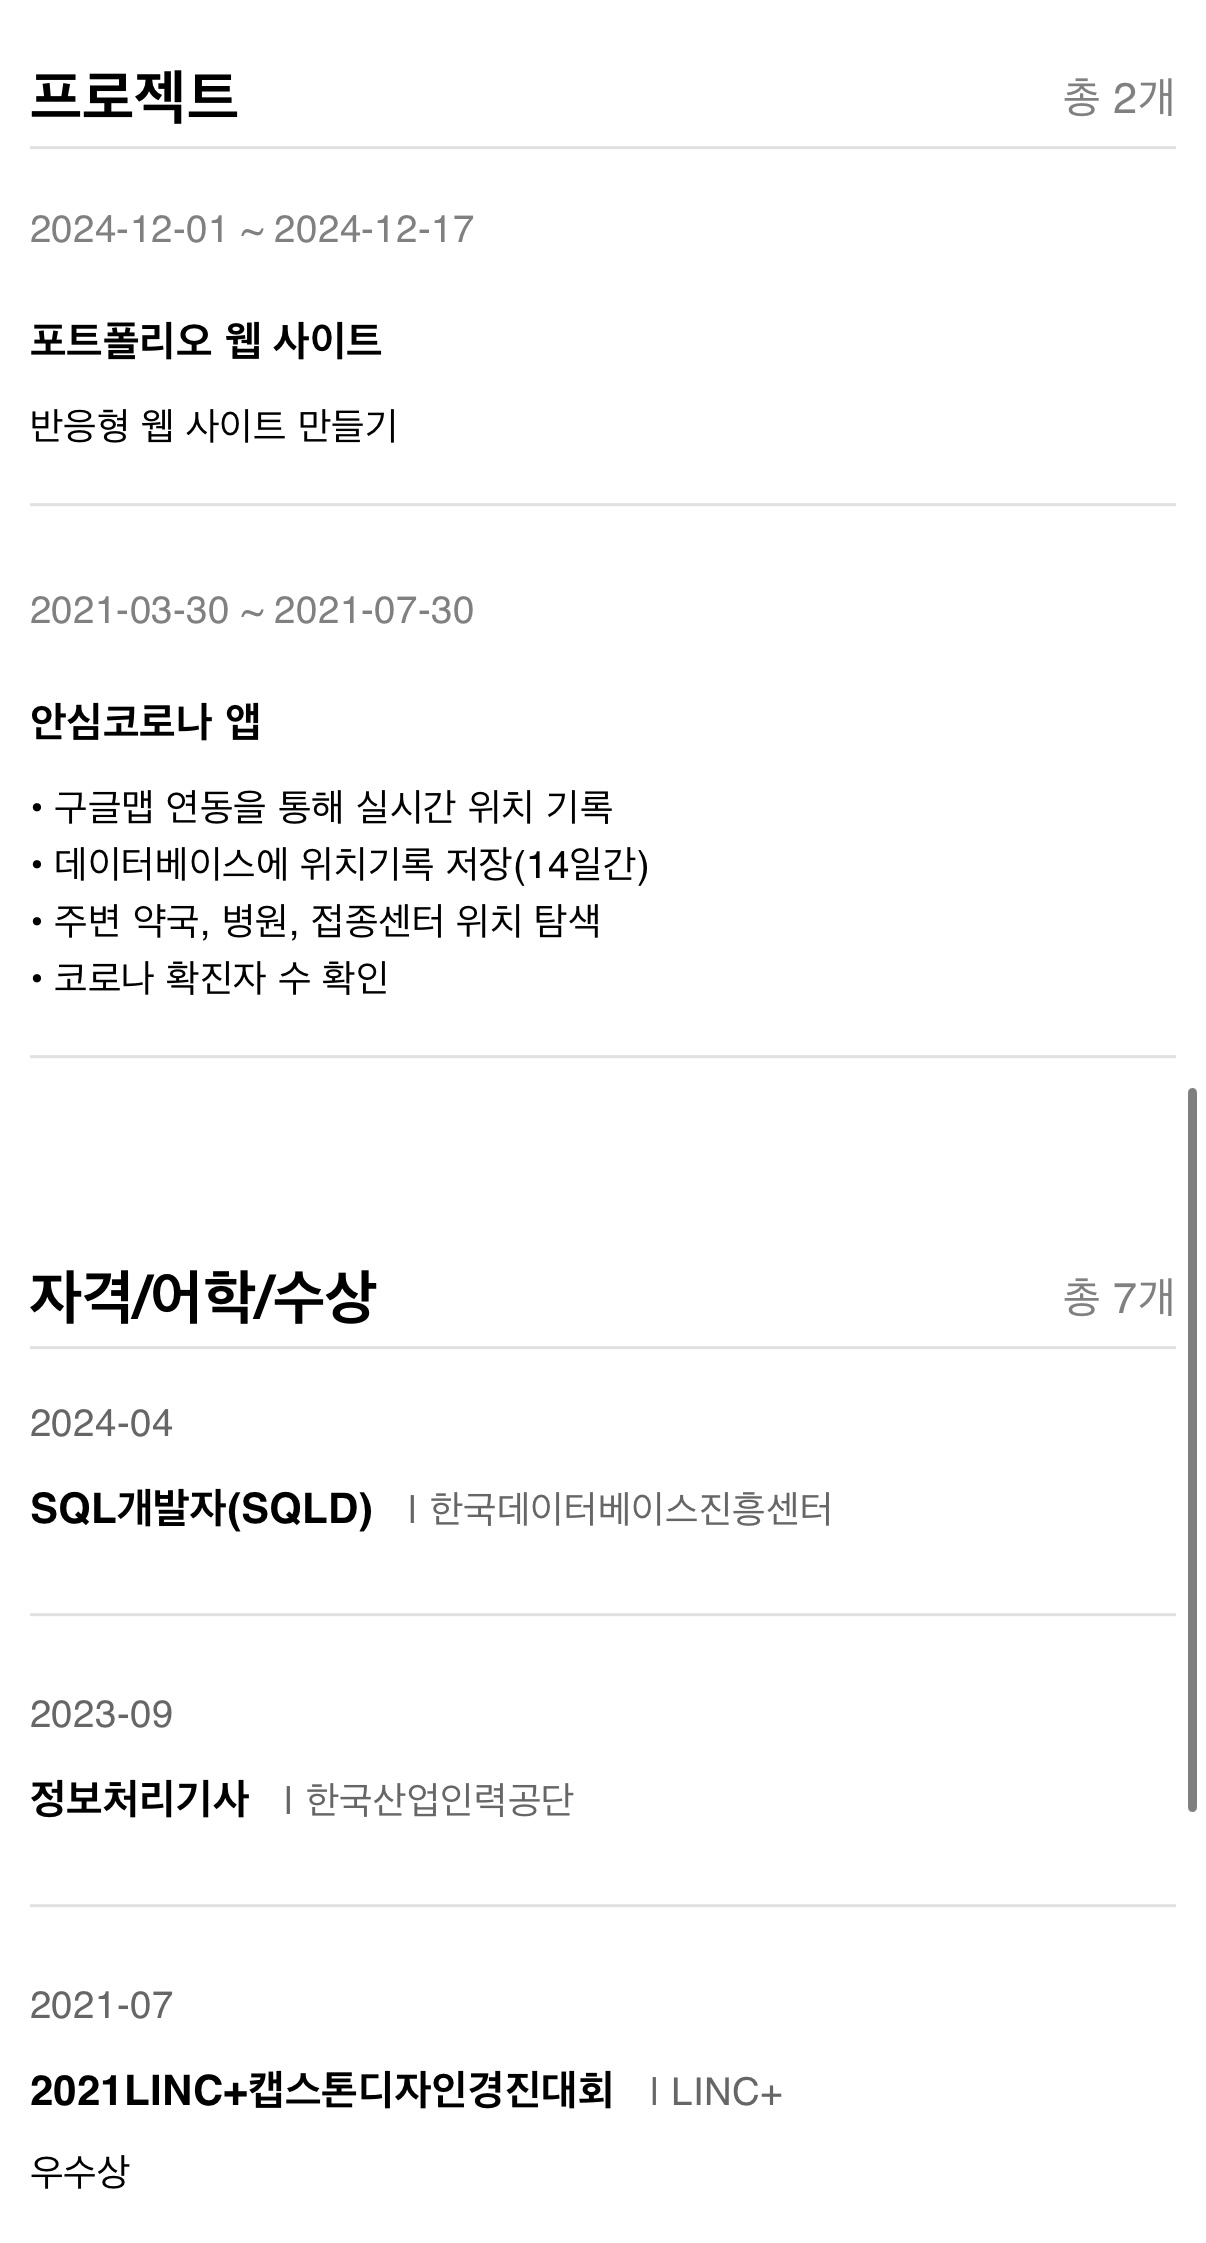 프로젝트
총 2개
2024-12-01 ~ 2024-12-17
포트폴리오 웹 사이트
반응형 웹 사이트 만들기
2021-03-30 ~ 2021-07-30
안심코로나 앱
• 구글맵 연동을 통해 실시간 위치 기록
• 데이터베이스에 위치기록 저장(14일간)
• 주변 약국, 병원, 접종센터 위치 탐색
• 코로나 확진자 수 확인
자격/어학/수상
총 7개
2024-04
SQL개발자(SQLD) | 한국데이터베이스진흥센터
2023-09
정보처리기사 | 한국산업인력공단
2021-07
2021LINC+캡스톤디자인경진대회 | LINC+
우수상